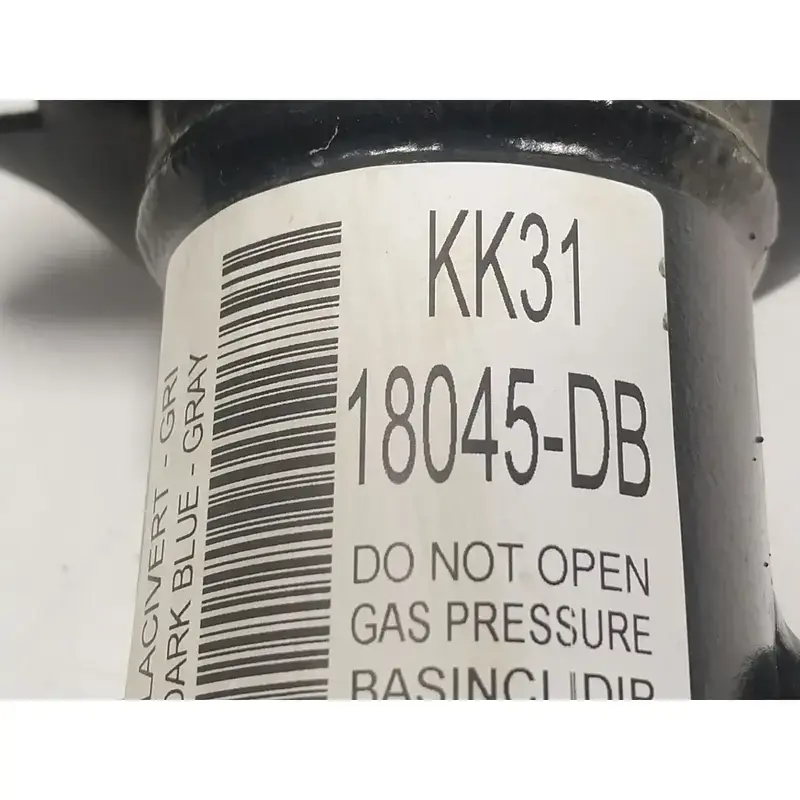 KK31
18045-DB
DO NOT OPEN
GAS PRESSURE
BASINCLIDIR
LACIVERT - GRI
DARK BLUE - GRAY